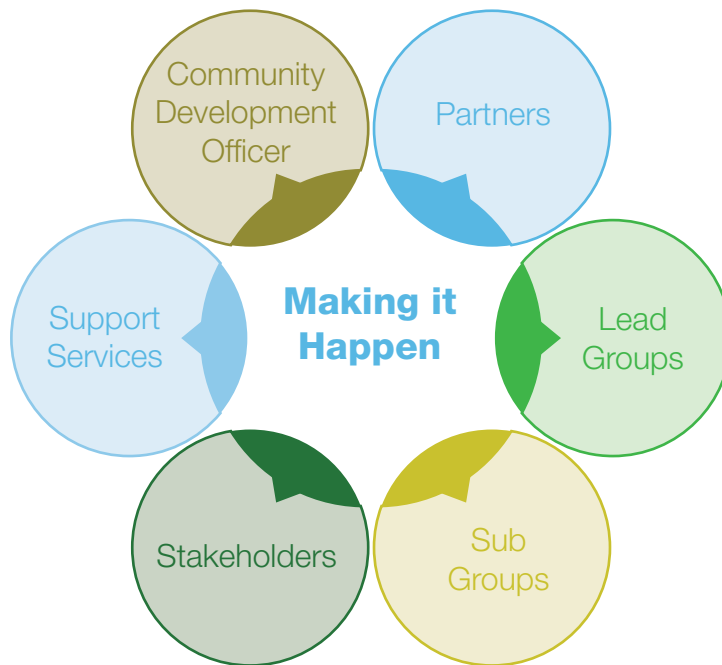 Community
Development
Officer
Partners
Support
Services
Making it
Happen
Lead
Groups
Stakeholders
Sub
Groups